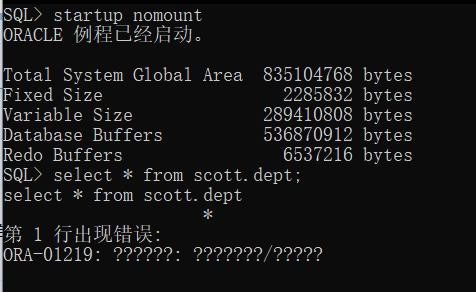 SQL> startup nomount
ORACLE 例程已经启动。
Total System Global Area  835104768 bytes
Fixed Size                  2285832 bytes
Variable Size             289410808 bytes
Database Buffers          536870912 bytes
Redo Buffers                6537216 bytes
SQL> select * from scott.dept;
select * from scott.dept
                    *
第 1 行出现错误:
ORA-01219: ??????: ???????/?????